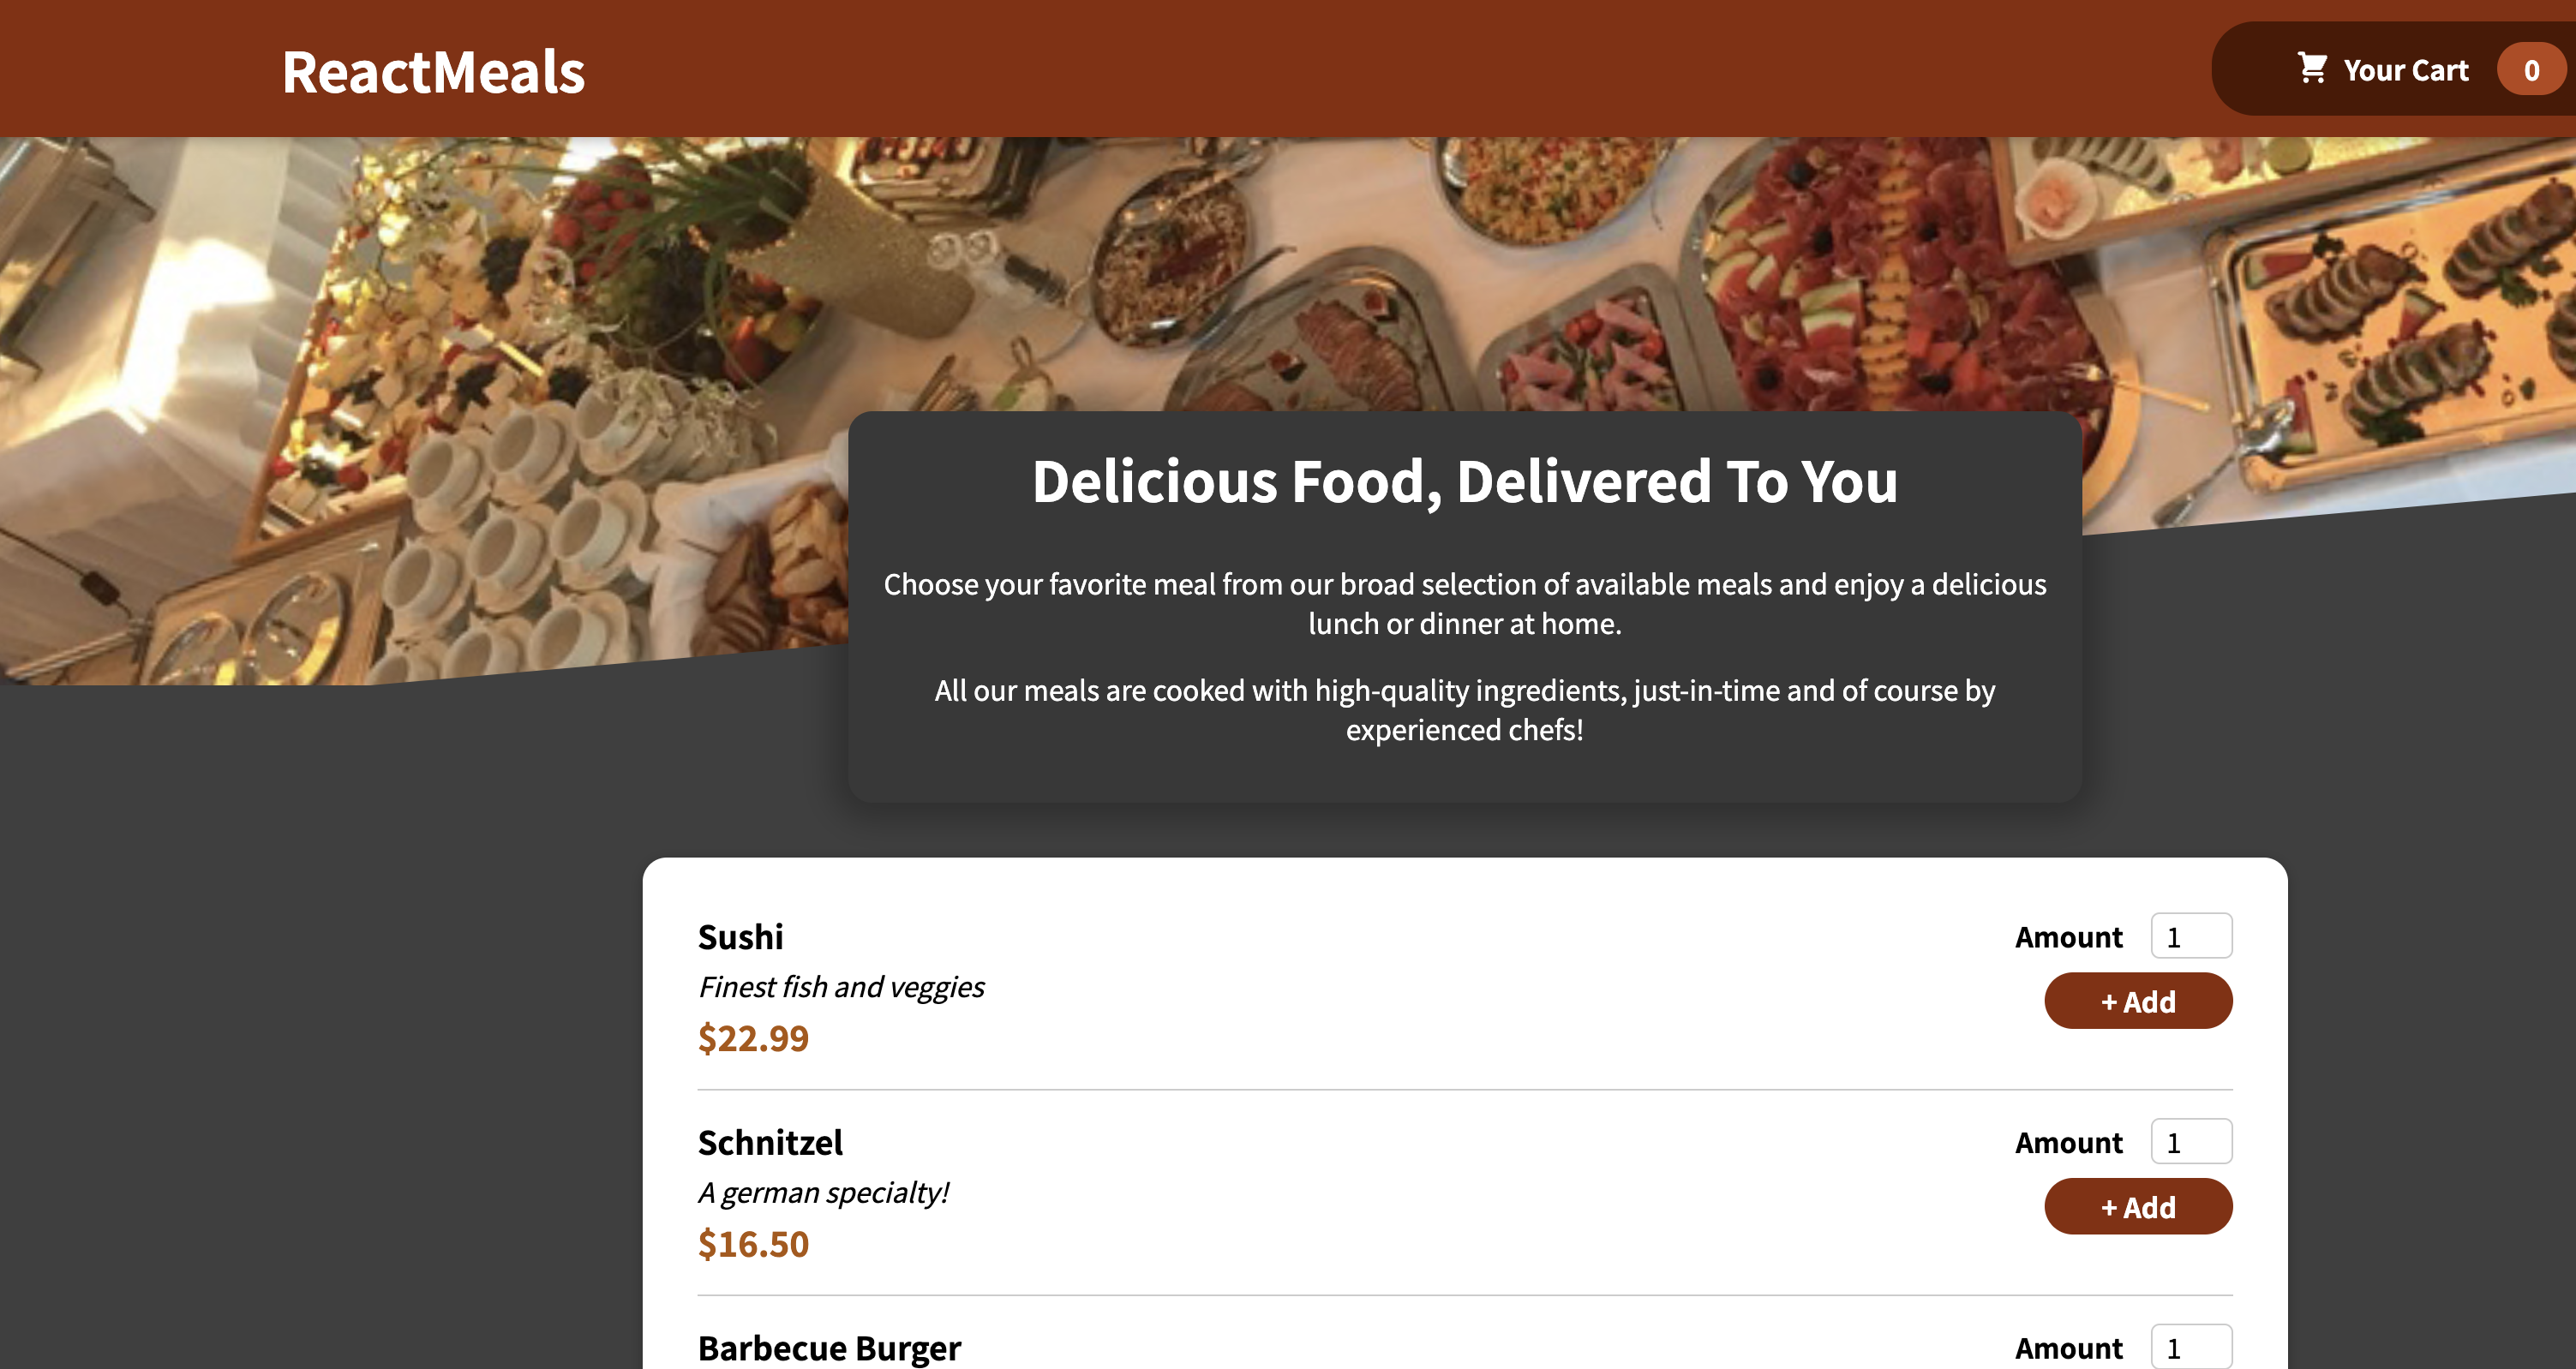 ReactMeals
Your Cart 0
Delicious Food, Delivered To You
Choose your favorite meal from our broad selection of available meals and enjoy a delicious
lunch or dinner at home.
All our meals are cooked with high-quality ingredients, just-in-time and of course by
experienced chefs!
Sushi
Finest fish and veggies
$22.99
Amount 1
+ Add
Schnitzel
A german specialty!
$16.50
Amount 1
+ Add
Barbecue Burger
Amount 1